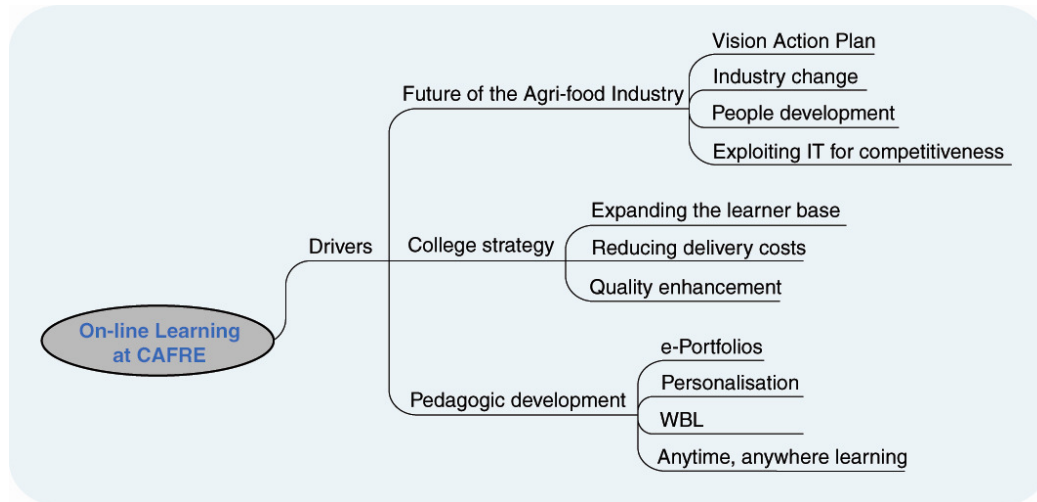 On-line Learning
at CAFRE
Drivers
Future of the Agri-food Industry
Vision Action Plan
Industry change
People development
Exploiting IT for competitiveness
College strategy
Expanding the learner base
Reducing delivery costs
Quality enhancement
Pedagogic development
e-Portfolios
Personalisation
WBL
Anytime, anywhere learning